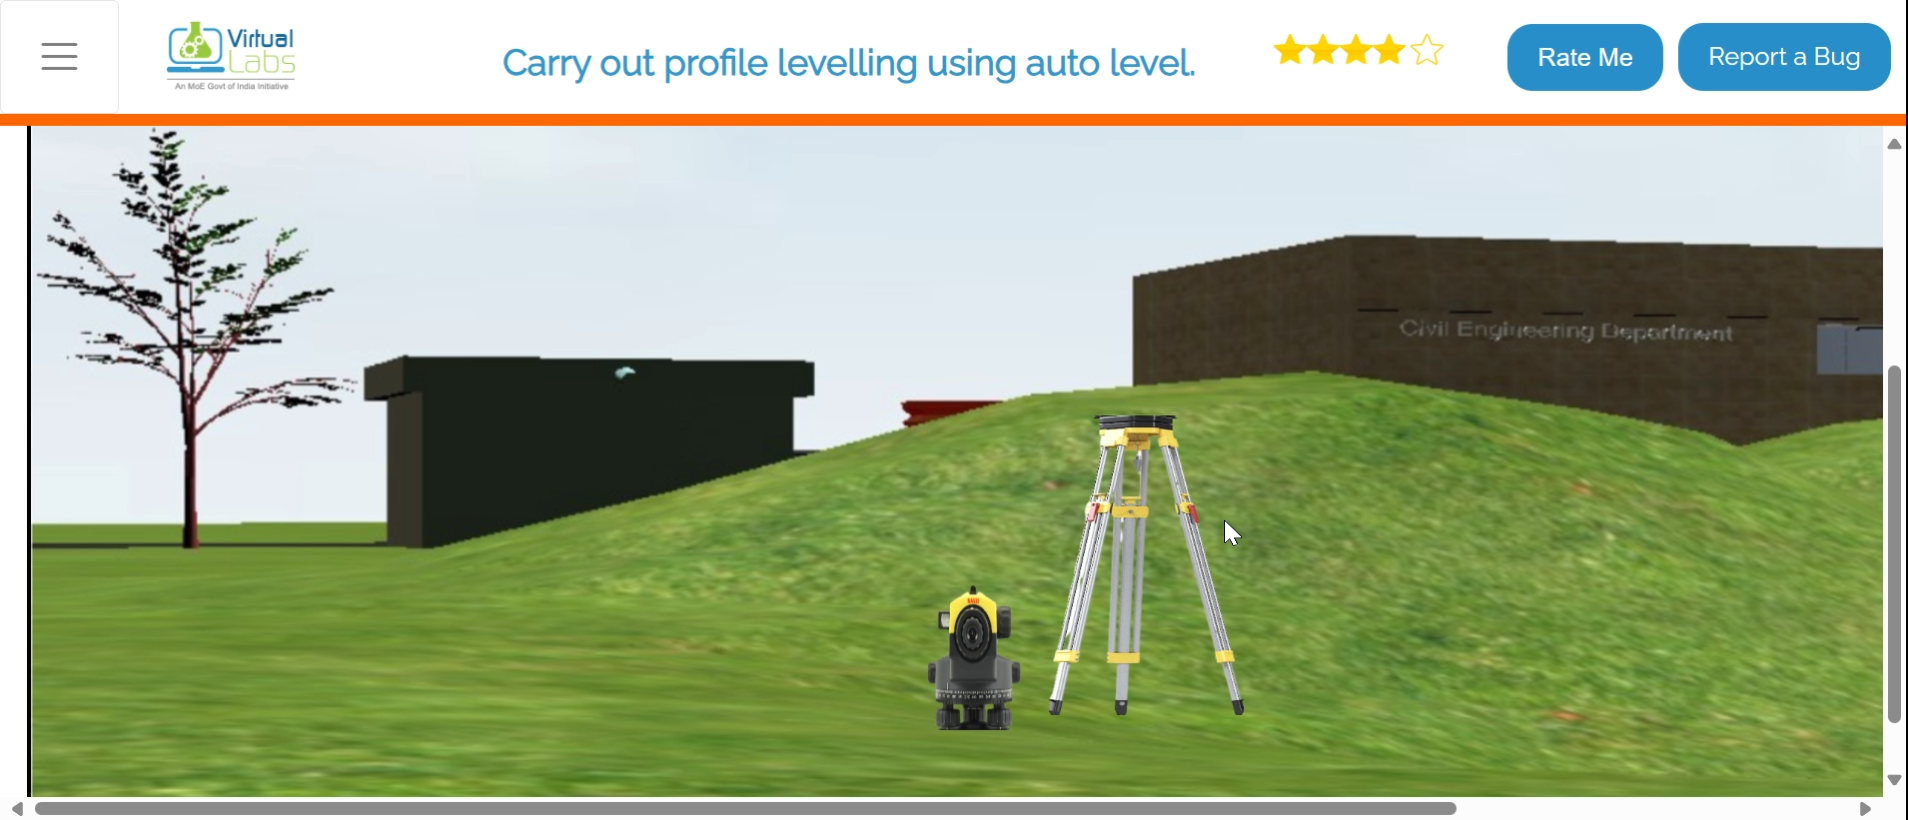 Virtual
Labs
An MoE Govt of India Initiative
Carry out profile levelling using auto level.
Rate Me
Report a Bug
Civil Engineering Department